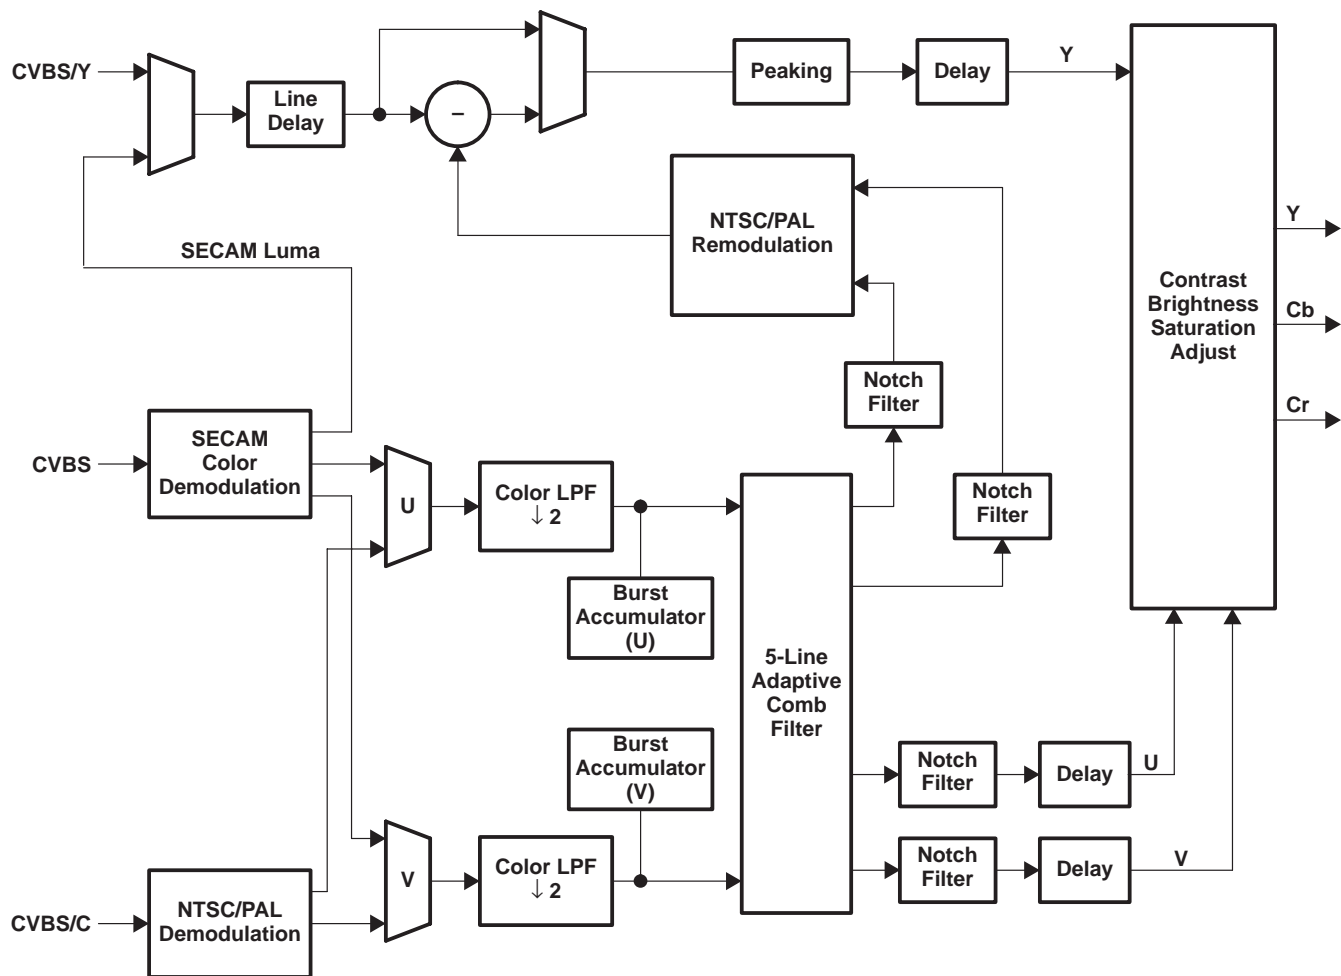 CVBS/Y
Line
Delay
–
Peaking
Delay
Y
NTSC/PAL
Remodulation
SECAM Luma
Contrast
Brightness
Saturation
Adjust
Y
Cb
Cr
Notch
Filter
Notch
Filter
CVBS
SECAM
Color
Demodulation
U
Color LPF
↓ 2
Burst
Accumulator
(U)
5-Line
Adaptive
Comb
Filter
Burst
Accumulator
(V)
Notch
Filter
Delay
U
Notch
Filter
Delay
V
CVBS/C
NTSC/PAL
Demodulation
V
Color LPF
↓ 2